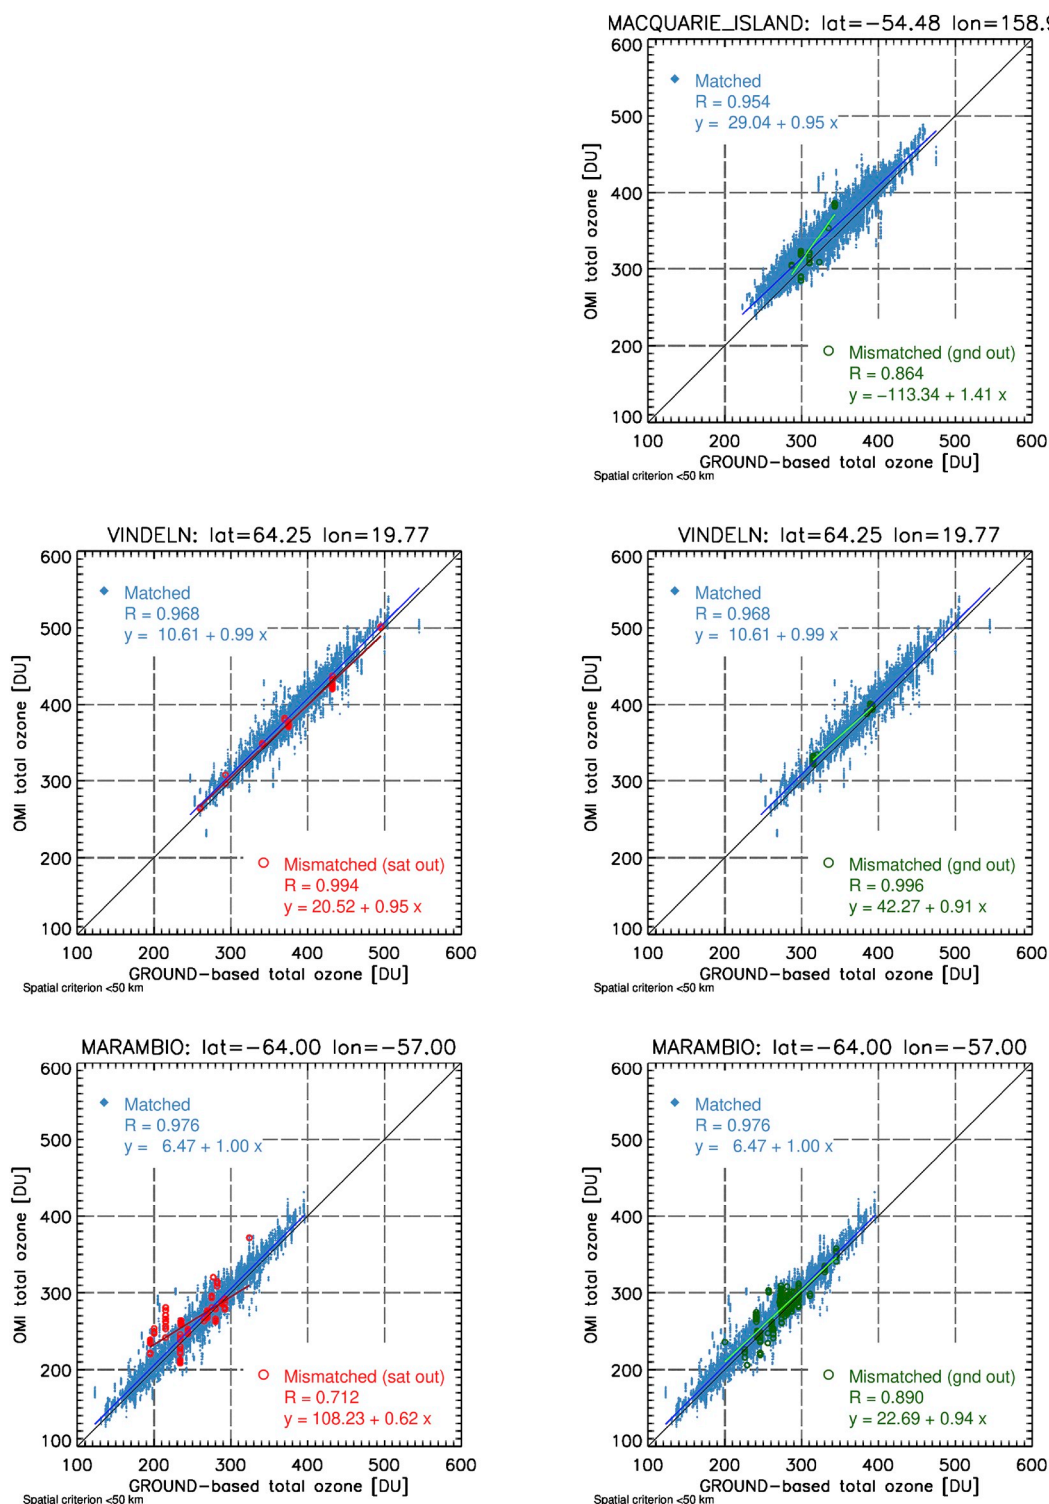 MACQUARIE_ISLAND: lat=−54.48 lon=158.9
600
Matched
R = 0.954
y =  29.04 + 0.95 x
500
400
300
200
100
OMI total ozone [DU]
Mismatched (gnd out)
R = 0.864
y = −113.34 + 1.41 x
100 200 300 400 500 600
GROUND−based total ozone [DU]
Spatial criterion <50 km
VINDELN: lat=64.25 lon=19.77
600
Matched
R = 0.968
y =  10.61 + 0.99 x
500
400
300
200
100
OMI total ozone [DU]
Mismatched (sat out)
R = 0.994
y = 20.52 + 0.95 x
100 200 300 400 500 600
GROUND−based total ozone [DU]
Spatial criterion <50 km
VINDELN: lat=64.25 lon=19.77
600
Matched
R = 0.968
y =  10.61 + 0.99 x
500
400
300
200
100
OMI total ozone [DU]
Mismatched (gnd out)
R = 0.996
y = 42.27 + 0.91 x
100 200 300 400 500 600
GROUND−based total ozone [DU]
Spatial criterion <50 km
MARAMBIO: lat=−64.00 lon=−57.00
600
Matched
R = 0.976
y =   6.47 + 1.00 x
500
400
300
200
100
OMI total ozone [DU]
Mismatched (sat out)
R = 0.712
y = 108.23 + 0.62 x
100 200 300 400 500 600
GROUND−based total ozone [DU]
Spatial criterion <50 km
MARAMBIO: lat=−64.00 lon=−57.00
600
Matched
R = 0.976
y =   6.47 + 1.00 x
500
400
300
200
100
OMI total ozone [DU]
Mismatched (gnd out)
R = 0.890
y = 22.69 + 0.94 x
100 200 300 400 500 600
GROUND−based total ozone [DU]
Spatial criterion <50 km